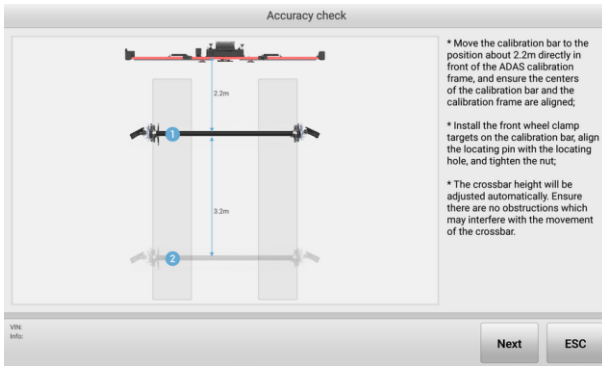 Accuracy check
2.2m
1
3.2m
2
* Move the calibration bar to the
position about 2.2m directly in
front of the ADAS calibration
frame, and ensure the centers
of the calibration bar and the
calibration frame are aligned;
* Install the front wheel clamp
targets on the calibration bar, align
the locating pin with the locating
hole, and tighten the nut;
* The crossbar height will be
adjusted automatically. Ensure
there are no obstructions which
may interfere with the movement
of the crossbar.
VIN:
Info:
Next
ESC